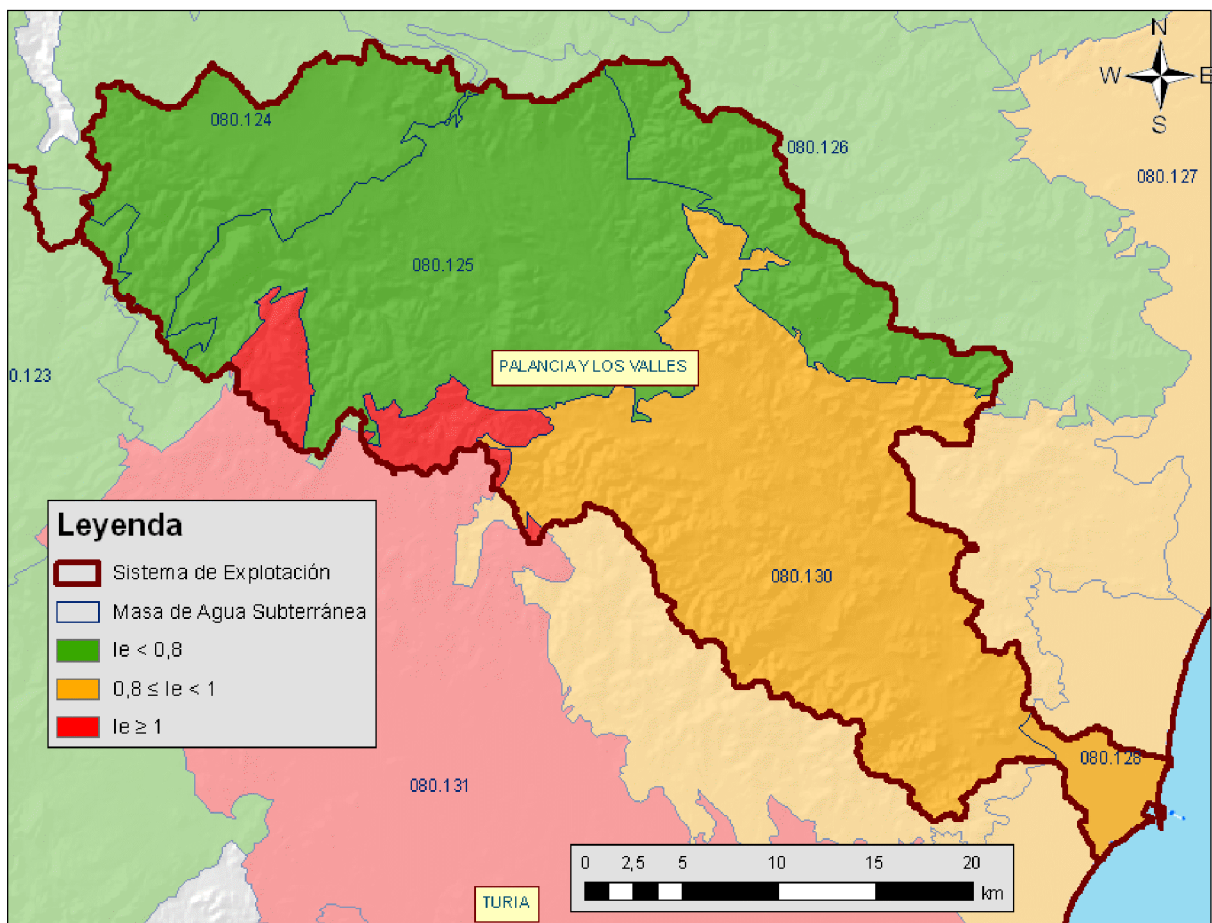 N
W E
S
080.124
080.126
080.127
080.125
PALANCIA Y LOS VALLES
0.123
Leyenda
Sistema de Explotación
Masa de Agua Subterránea
Ie < 0,8
0,8 ≤ Ie < 1
Ie ≥ 1
080.130
080.128
080.131
0 2,5 5 10 15 20
km
TURIA